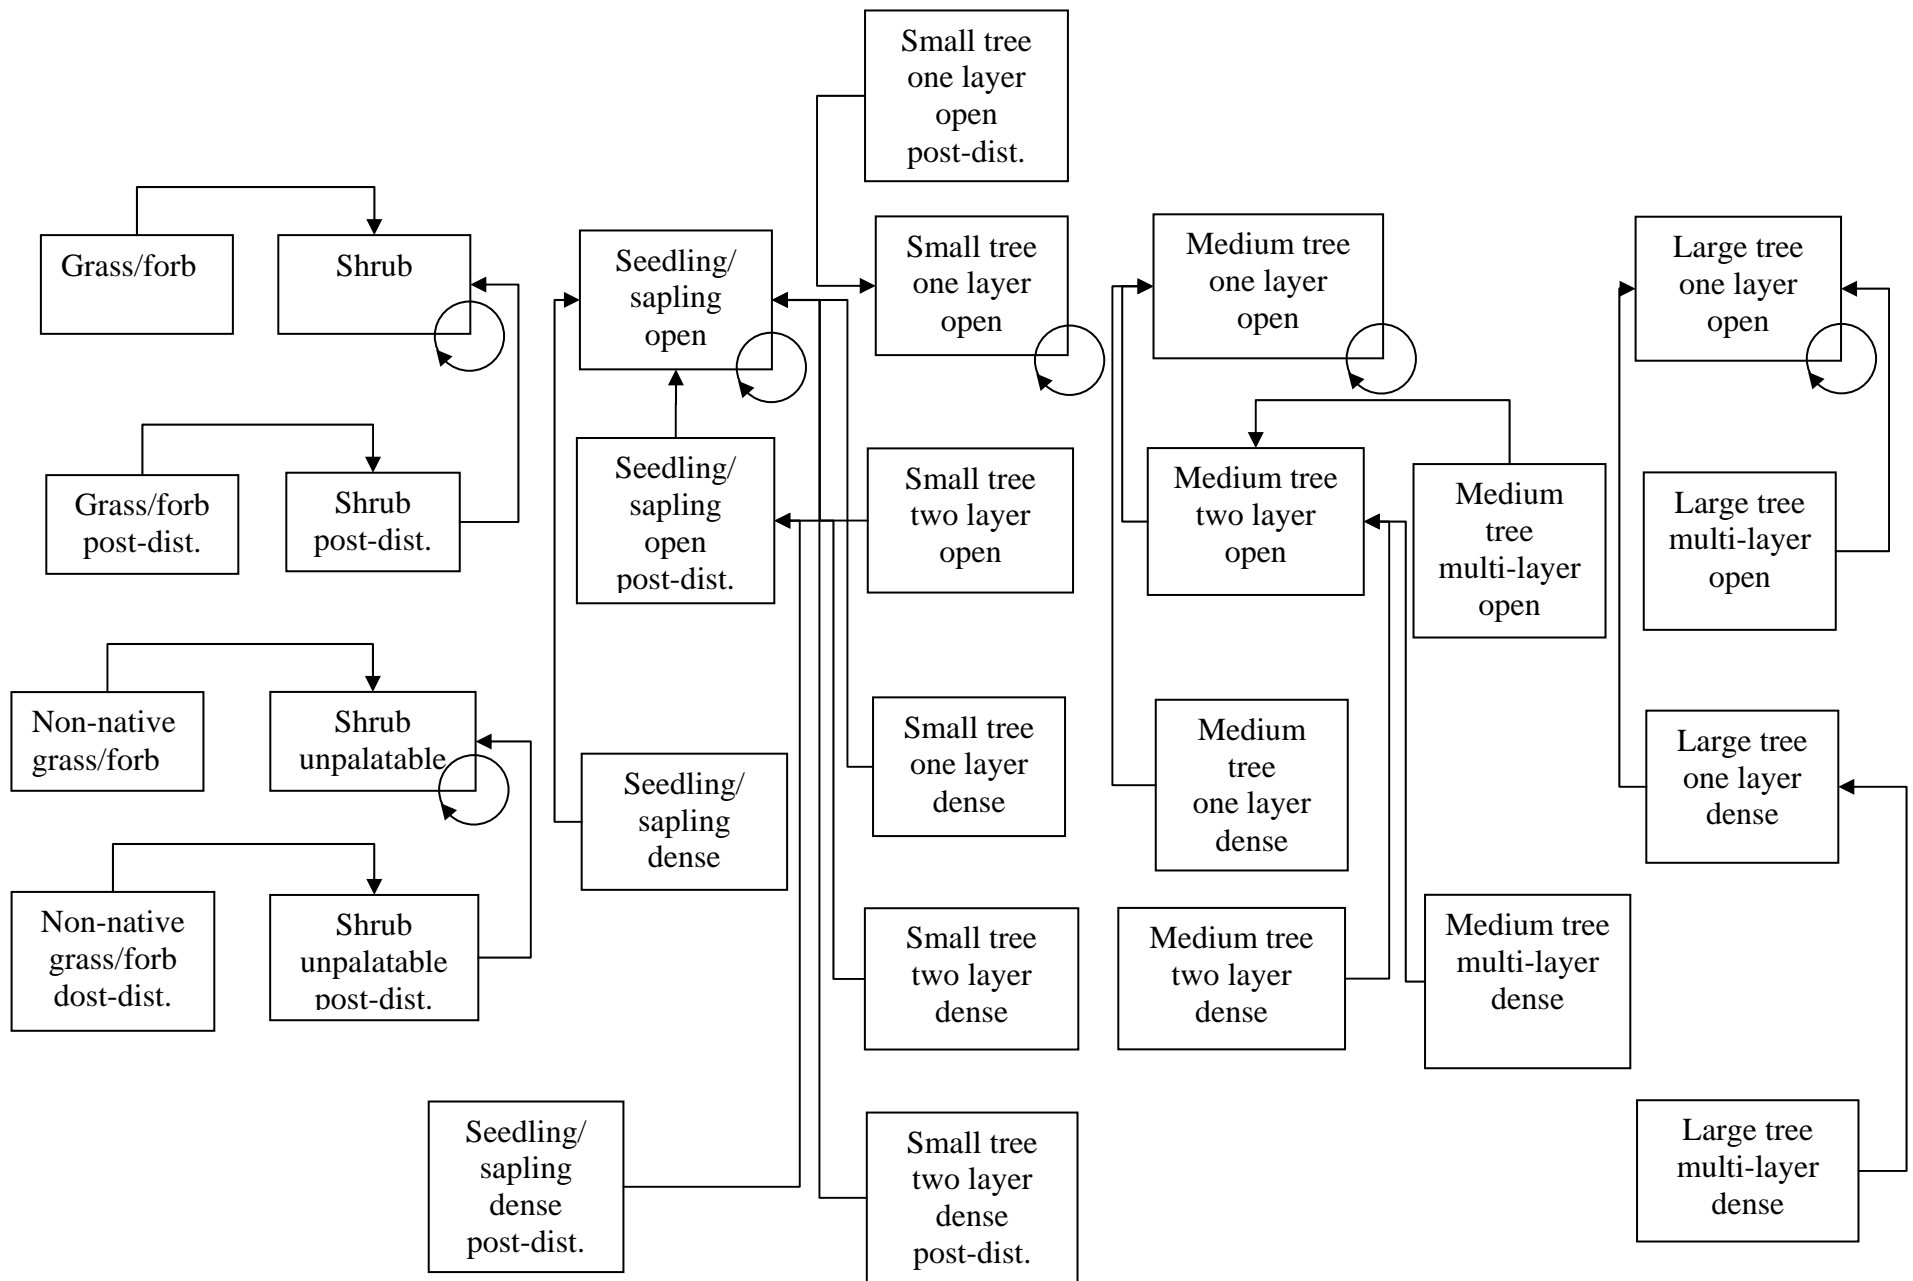 Small tree
one layer
open
post-dist.
Grass/forb
Shrub
Seedling/
sapling
open
Small tree
one layer
open
Medium tree
one layer
open
Large tree
one layer
open
Grass/forb
post-dist.
Shrub
post-dist.
Seedling/
sapling
open
post-dist.
Small tree
two layer
open
Medium tree
two layer
open
Medium
tree
multi-layer
open
Large tree
multi-layer
open
Non-native
grass/forb
Shrub
unpalatable
Seedling/
sapling
dense
Small tree
one layer
dense
Medium
tree
one layer
dense
Large tree
one layer
dense
Non-native
grass/forb
dost-dist.
Shrub
unpalatable
post-dist.
Small tree
two layer
dense
Medium tree
two layer
dense
Medium tree
multi-layer
dense
Seedling/
sapling
dense
post-dist.
Small tree
two layer
dense
post-dist.
Large tree
multi-layer
dense